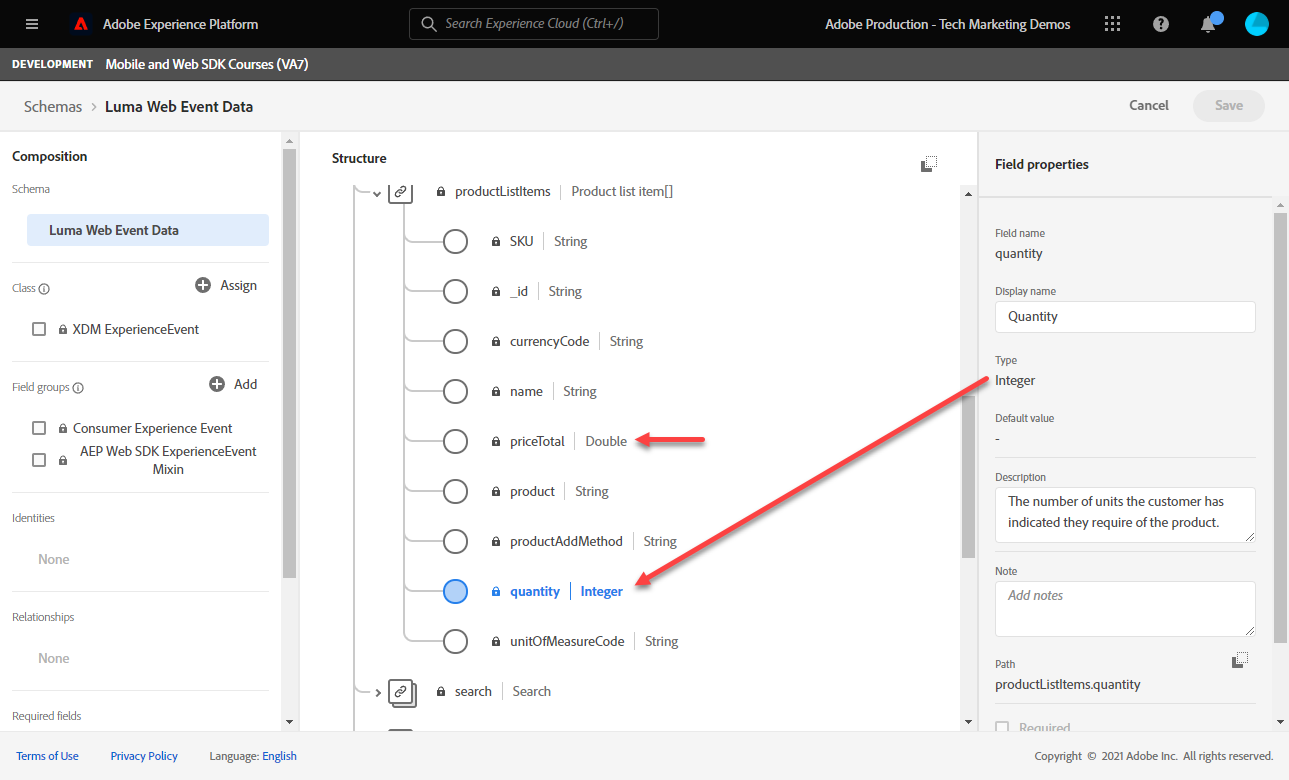 Adobe Experience Platform
Search Experience Cloud (Ctrl+/)
Adobe Production - Tech Marketing Demos
DEVELOPMENT Mobile and Web SDK Courses (VA7)
Schemas > Luma Web Event Data
Cancel
Save
Composition
Schema
Luma Web Event Data
Class
Assign
XDM ExperienceEvent
Field groups
Add
Consumer Experience Event
AEP Web SDK ExperienceEvent
Mixin
Identities
None
Relationships
None
Required fields
Structure
productListItems Product list item[]
SKU String
_id String
currencyCode String
name String
priceTotal Double
product String
productAddMethod String
quantity Integer
unitOfMeasureCode String
search Search
Field properties
Field name
quantity
Display name
Quantity
Type
Integer
Default value
-
Description
The number of units the customer has
indicated they require of the product.
Note
Add notes
Path
productListItems.quantity
Required
Terms of Use
Privacy Policy
Language: English
Copyright © 2021 Adobe Inc. All rights reserved.